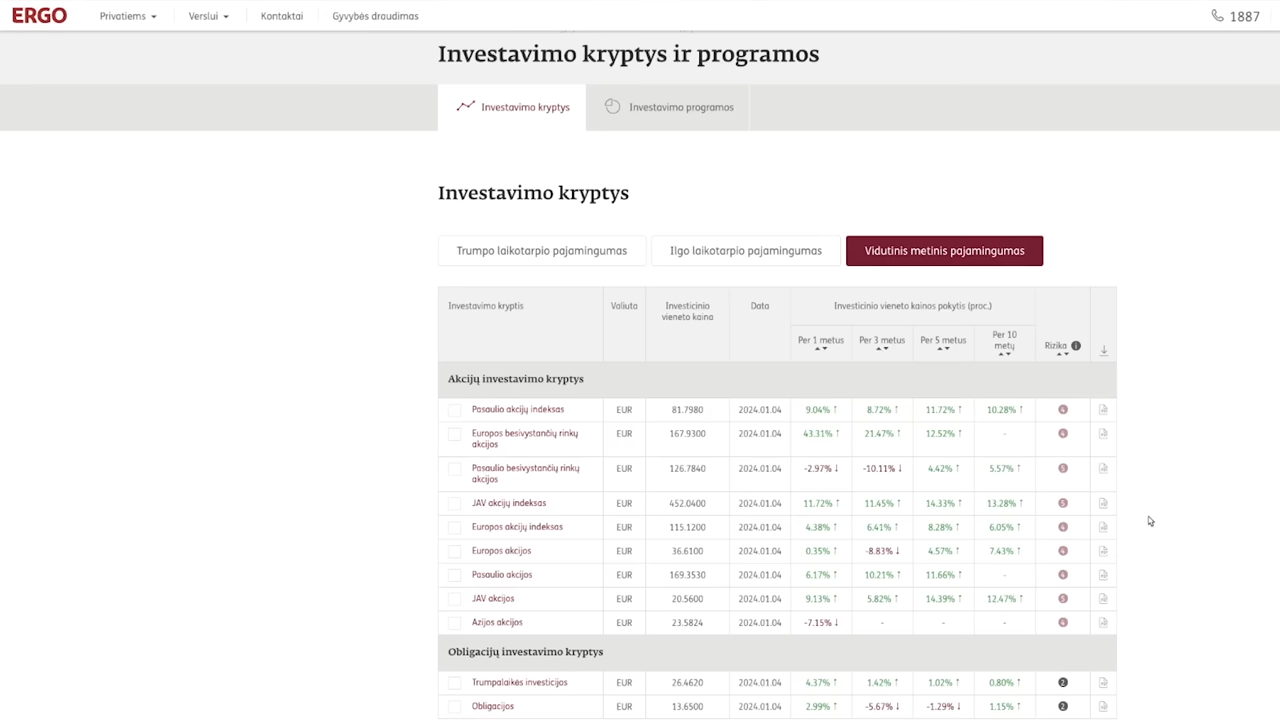 ERGO
Privatiems
Verslui
Kontaktai
Gyvybės draudimas
1887
Investavimo kryptys ir programos
Investavimo kryptys
Investavimo programos
Investavimo kryptys
Trumpo laikotarpio pajamingumas
Ilgo laikotarpio pajamingumas
Vidutinis metinis pajamingumas
Investavimo kryptis
Valiuta
Investicinio
vieneto kaina
Data
Investicinio vieneto kainos pokytis (proc.)
Per 1 metus
Per 3 metus
Per 5 metus
Per 10
metų
Rizika
Akcijų investavimo kryptys
Pasaulio akcijų indeksas EUR 81.7980 2024.01.04 9.04% ↑ 8.72% ↑ 11.72% ↑ 10.28% ↑ 4
Europos besivystančių rinkų
akcijos EUR 167.9300 2024.01.04 43.31% ↑ 21.47% ↑ 12.52% ↑ - 4
Pasaulio besivystančių rinkų
akcijos EUR 126.7840 2024.01.04 -2.97% ↓ -10.11% ↓ 4.42% ↑ 5.57% ↑ 5
JAV akcijų indeksas EUR 452.0400 2024.01.04 11.72% ↑ 11.45% ↑ 14.33% ↑ 13.28% ↑ 5
Europos akcijų indeksas EUR 115.1200 2024.01.04 4.38% ↑ 6.41% ↑ 8.28% ↑ 6.05% ↑ 4
Europos akcijos EUR 36.6100 2024.01.04 0.35% ↑ -8.83% ↓ 4.57% ↑ 7.43% ↑ 4
Pasaulio akcijos EUR 169.3530 2024.01.04 6.17% ↑ 10.21% ↑ 11.66% ↑ - 4
JAV akcijos EUR 20.5600 2024.01.04 9.13% ↑ 5.82% ↑ 14.39% ↑ 12.47% ↑ 5
Azijos akcijos EUR 23.5824 2024.01.04 -7.15% ↓ - - - 4
Obligacijų investavimo kryptys
Trumpalaikės investicijos EUR 26.4620 2024.01.04 4.37% ↑ 1.42% ↑ 1.02% ↑ 0.80% ↑ 2
Obligacijos EUR 13.6500 2024.01.04 2.99% ↑ -5.67% ↓ -1.29% ↓ 1.15% ↑ 2